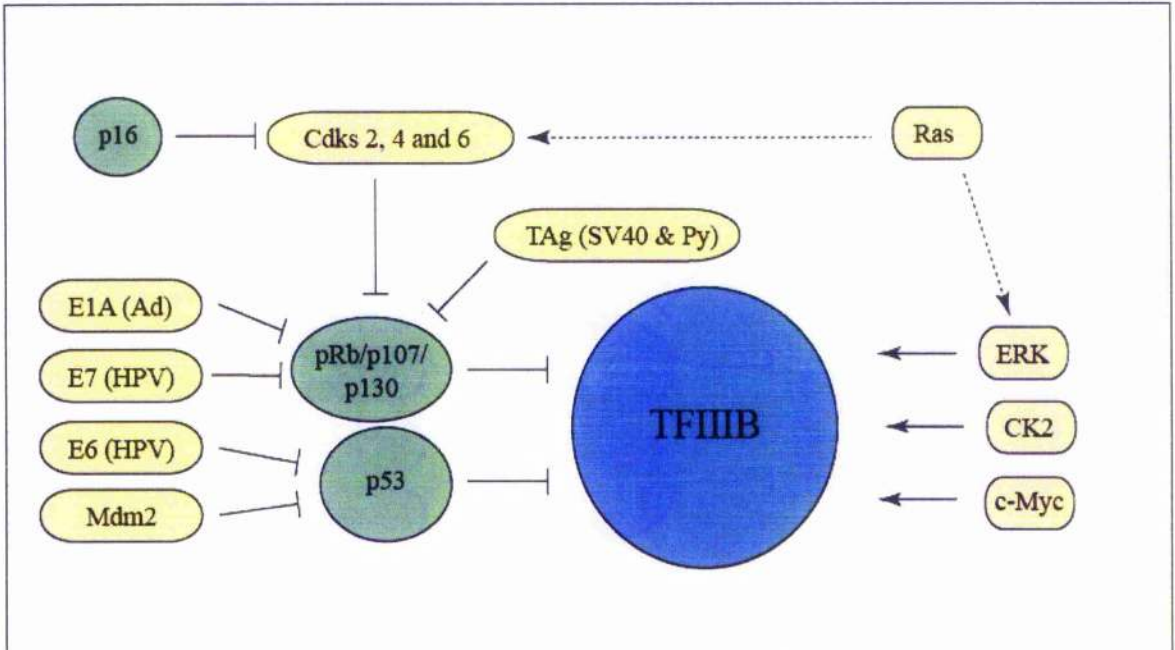 p16
Cdks 2, 4 and 6
Ras
TAg (SV40 & Py)
E1A (Ad)
E7 (HPV)
E6 (HPV)
Mdm2
pRb/p107/
p130
p53
TFIIIB
ERK
CK2
c-Myc